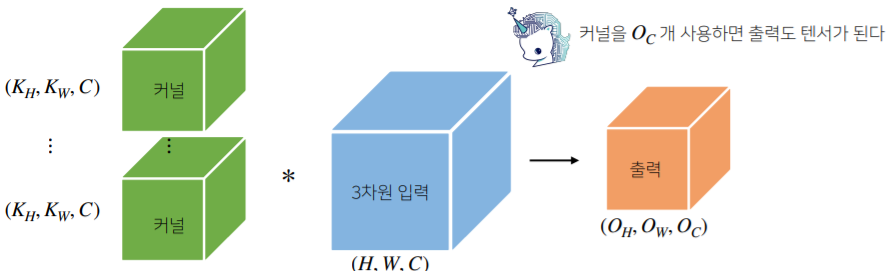 커널을 O_C 개 사용하면 출력도 텐서가 된다
(K_H, K_W, C)
커널
⋮
⋮
(K_H, K_W, C)
커널
*
3차원 입력
(H, W, C)
출력
(O_H, O_W, O_C)